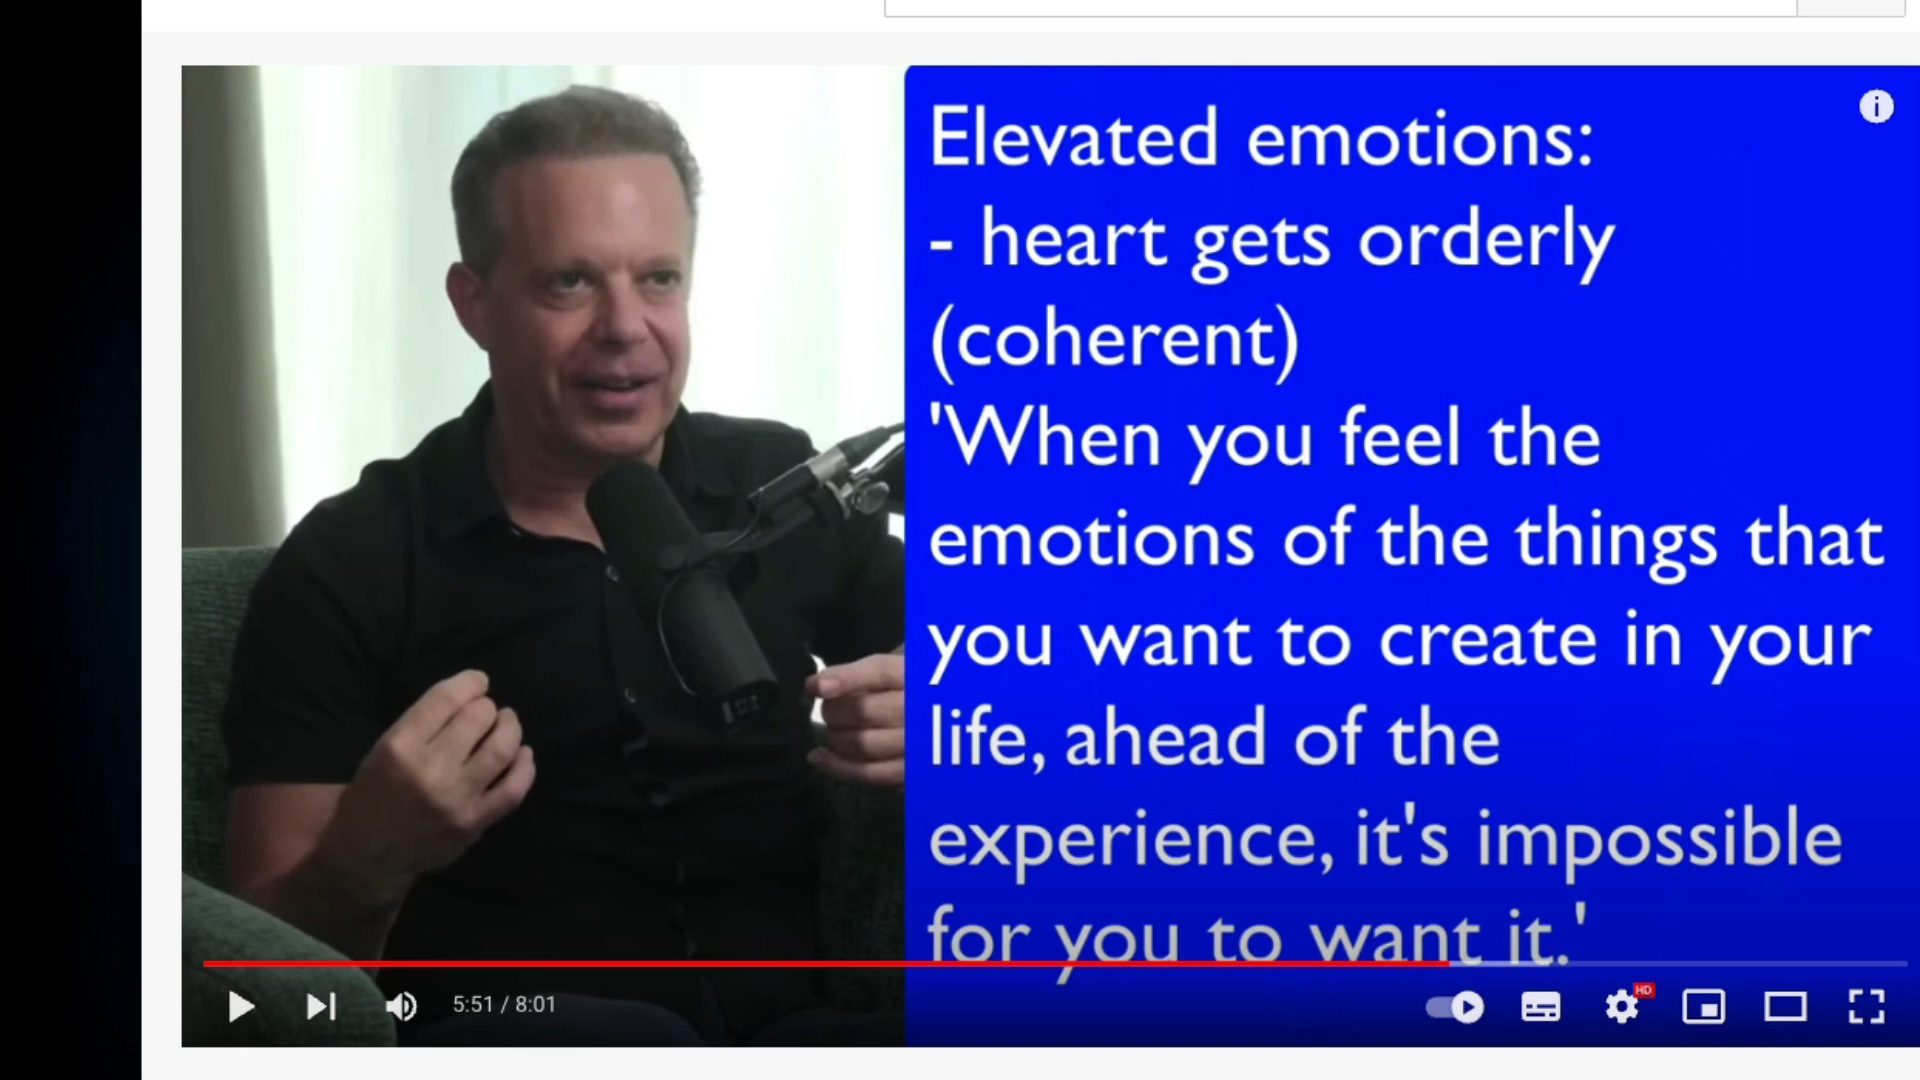 Elevated emotions:
- heart gets orderly
(coherent)
'When you feel the
emotions of the things that
you want to create in your
life, ahead of the
experience, it's impossible
for you to want it.'
5:51 / 8:01
HD